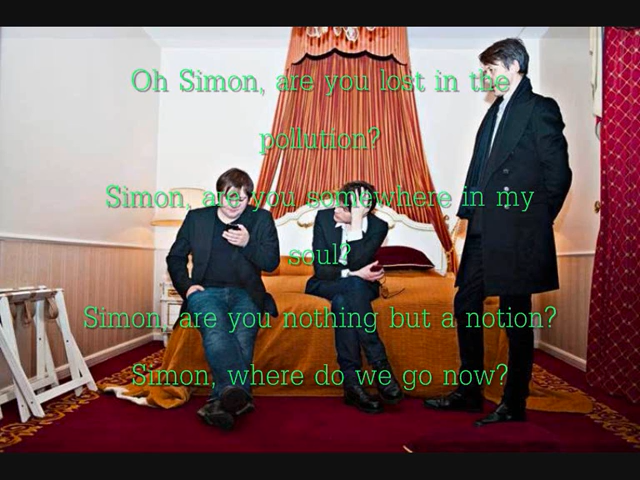 Oh Simon, are you lost in the
pollution?
Simon, are you somewhere in my
soul?
Simon, are you nothing but a notion?
Simon, where do we go now?